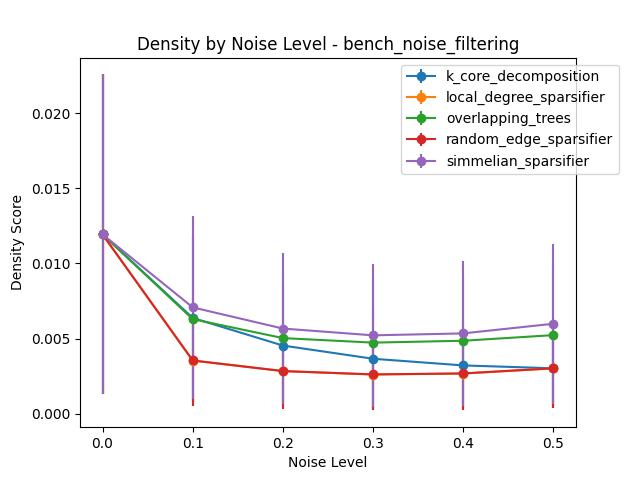 Density by Noise Level - bench_noise_filtering
k_core_decomposition
local_degree_sparsifier
overlapping_trees
random_edge_sparsifier
simmelian_sparsifier
Density Score
0.020
0.015
0.010
0.005
0.000
0.0 0.1 0.2 0.3 0.4 0.5
Noise Level